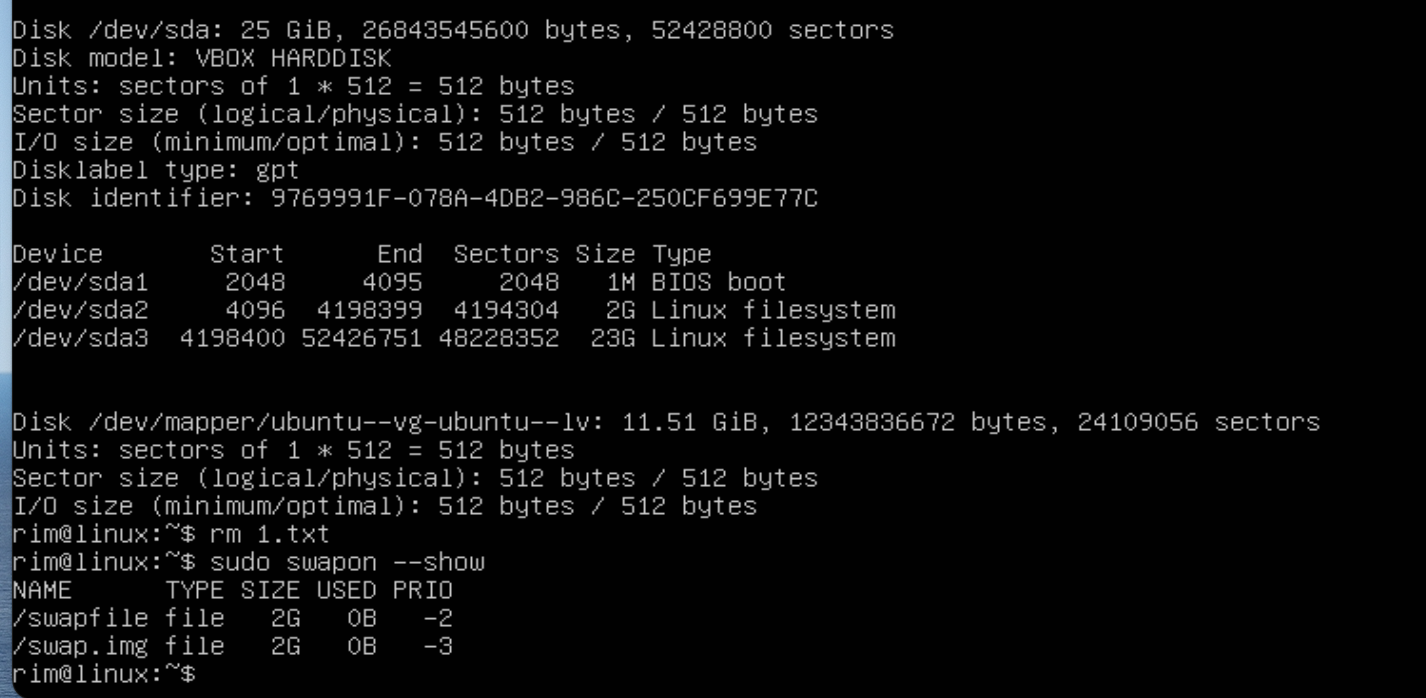 Disk /dev/sda: 25 GiB, 26843545600 bytes, 52428800 sectors
Disk model: VBOX HARDDISK
Units: sectors of 1 * 512 = 512 bytes
Sector size (logical/physical): 512 bytes / 512 bytes
I/O size (minimum/optimal): 512 bytes / 512 bytes
Disklabel type: gpt
Disk identifier: 9769991F-078A-4DB2-986C-250CF699E77C
Device       Start      End  Sectors Size Type
/dev/sda1     2048     4095     2048   1M BIOS boot
/dev/sda2     4096  4198399  4194304   2G Linux filesystem
/dev/sda3  4198400 52426751 48228352  23G Linux filesystem
Disk /dev/mapper/ubuntu--vg-ubuntu--lv: 11.51 GiB, 12343836672 bytes, 24109056 sectors
Units: sectors of 1 * 512 = 512 bytes
Sector size (logical/physical): 512 bytes / 512 bytes
I/O size (minimum/optimal): 512 bytes / 512 bytes
rim@linux:~$ rm 1.txt
rim@linux:~$ sudo swapon --show
NAME      TYPE SIZE USED PRIO
/swapfile file   2G   0B   -2
/swap.img file   2G   0B   -3
rim@linux:~$